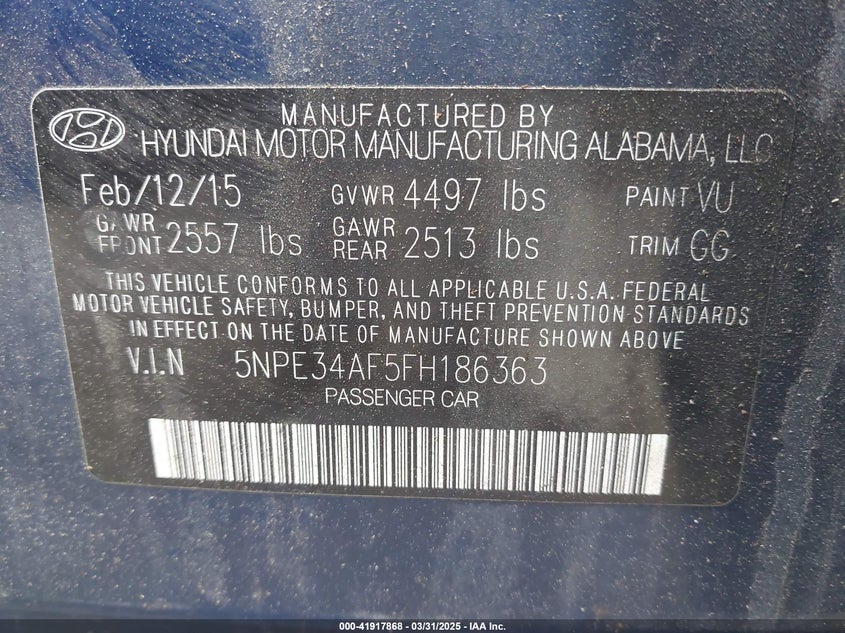 MANUFACTURED BY
HYUNDAI MOTOR MANUFACTURING ALABAMA, LLC
Feb/12/15 GVWR 4497 lbs PAINT VU
GAWR FRONT 2557 lbs GAWR REAR 2513 lbs TRIM GG
THIS VEHICLE CONFORMS TO ALL APPLICABLE U.S.A. FEDERAL
MOTOR VEHICLE SAFETY, BUMPER, AND THEFT PREVENTION STANDARDS
IN EFFECT ON THE DATE OF MANUFACTURE SHOWN ABOVE
V.I.N 5NPE34AF5FH186363
PASSENGER CAR
000-41917868 - 03/31/2025 - IAA Inc.